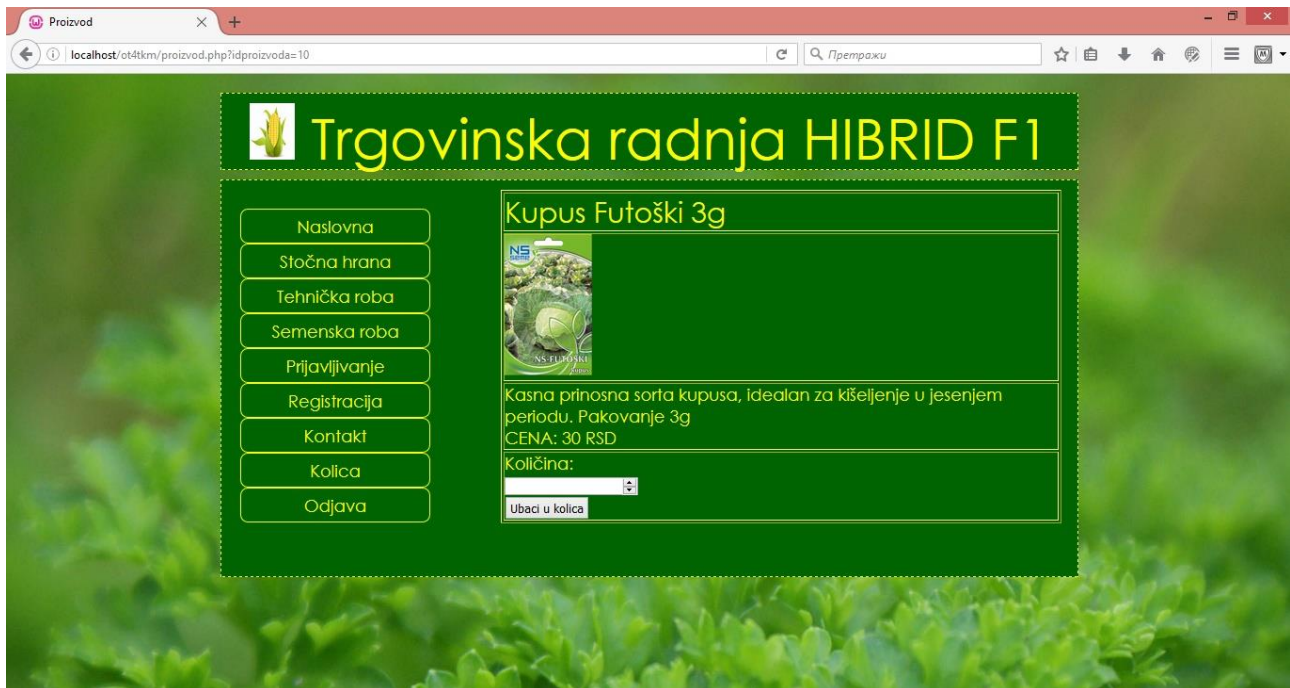 Proizvod
localhost/ot4tkm/proizvod.php?idproizvoda=10
Претражи
Trgovinska radnja HIBRID F1
Naslovna
Stočna hrana
Tehnička roba
Semenska roba
Prijavljivanje
Registracija
Kontakt
Kolica
Odjava
Kupus Futoški 3g
NS
seme
NS-FUTOŠKI
Kasna prinosna sorta kupusa, idealan za kišeljenje u jesenjem
periodu. Pakovanje 3g
CENA: 30 RSD
Količina:
Ubaci u kolica